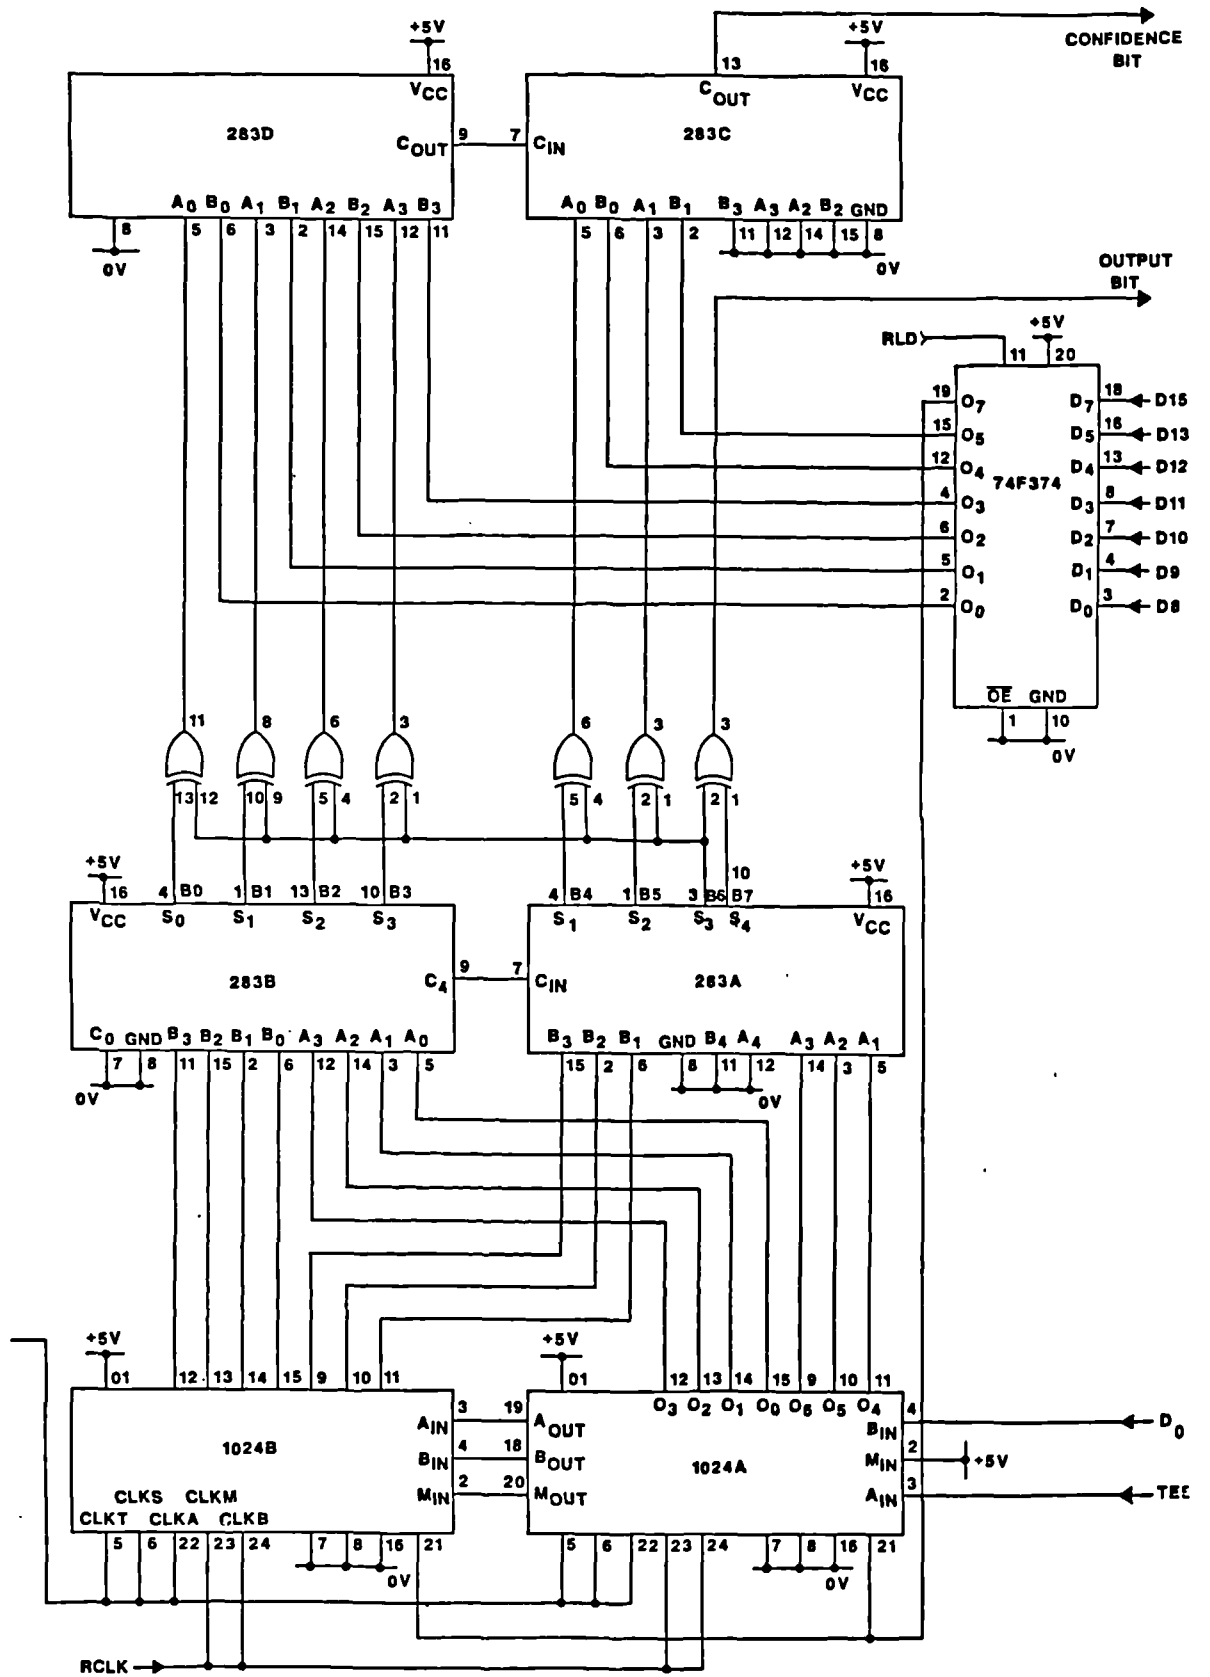 +5V
+5V
CONFIDENCE
BIT
16
13
16
VCC
COUT
VCC
283D
283C
COUT
9
7
CIN
A0 B0 A1 B1 A2 B2 A3 B3
A0 B0 A1 B1 B3 A3 A2 B2 GND
8 5 6 3 2 14 15 12 11
5 6 3 2 11 12 14 15 8
0V
0V
OUTPUT
BIT
+5V
RLD
11 20
19 O7 D7 18 D15
15 O5 D5 16 D13
12 O4 D4 13 D12
74F374
4 O3 D3 8 D11
6 O2 D2 7 D10
5 O1 D1 4 D9
2 O0 D0 3 D8
OE GND
1 10
0V
11 8 6 3 6 3 3
13 12 10 9 5 4 2 1 5 4 2 1 2 1
+5V
+5V
10
16 4 B0 1 B1 13 B2 10 B3
4 B4 1 B5 3 B6 B7 16
VCC S0 S1 S2 S3
S1 S2 S3 S4 VCC
283B
C4
9
7
CIN
283A
C0 GND B3 B2 B1 B0 A3 A2 A1 A0
B3 B2 B1 GND B4 A4 A3 A2 A1
7 8 11 15 2 6 12 14 3 5
15 2 6 8 11 12 14 3 5
0V
0V
+5V
+5V
01 12 13 14 15 9 10 11
01 12 13 14 15 9 10 11
O3 O2 O1 O0 O6 O5 O4
AIN 3 19 AOUT
BIN 4 D0
1024B
BIN 4 18 BOUT
1024A
MIN 2 +5V
MIN 2 20 MOUT
AIN 3 TEE
CLKS CLKM
CLKT CLKA CLKB
5 6 22 23 24 7 8 16 21
5 6 22 23 24 7 8 16 21
0V
0V
RCLK